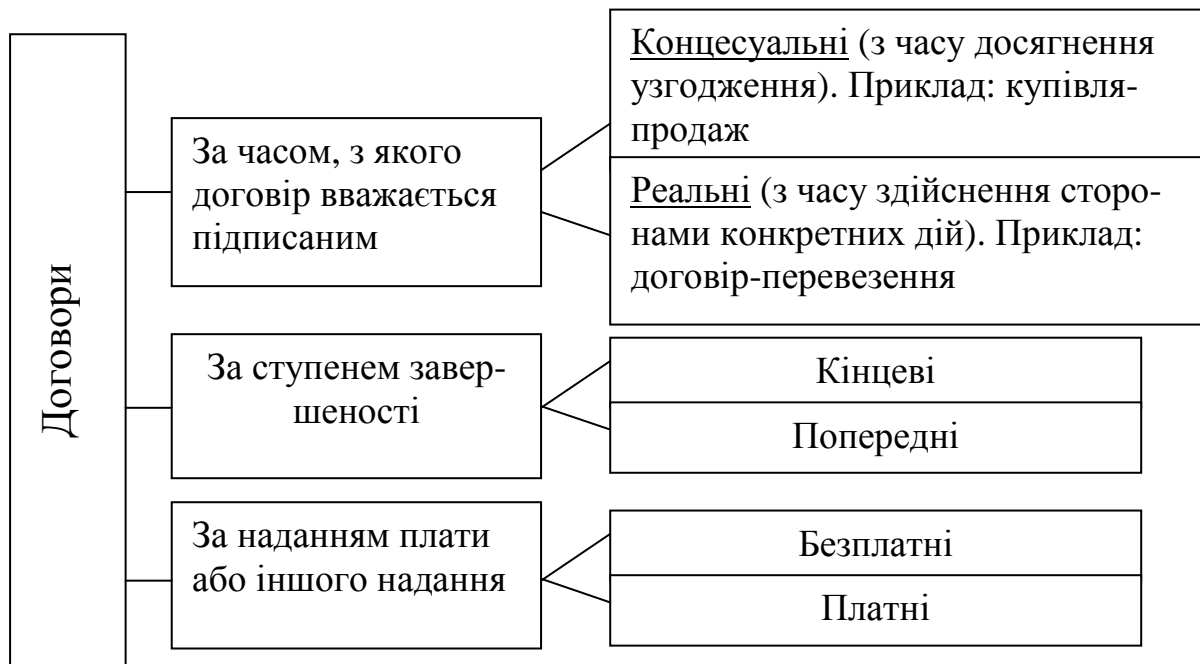 Договори
За часом, з якого
договір вважається
підписаним
Концесуальні (з часу досягнення
узгодження). Приклад: купівля-
продаж
Реальні (з часу здійснення сторо-
нами конкретних дій). Приклад:
договір-перевезення
За ступенем завер-
шеності
Кінцеві
Попередні
За наданням плати
або іншого надання
Безплатні
Платні